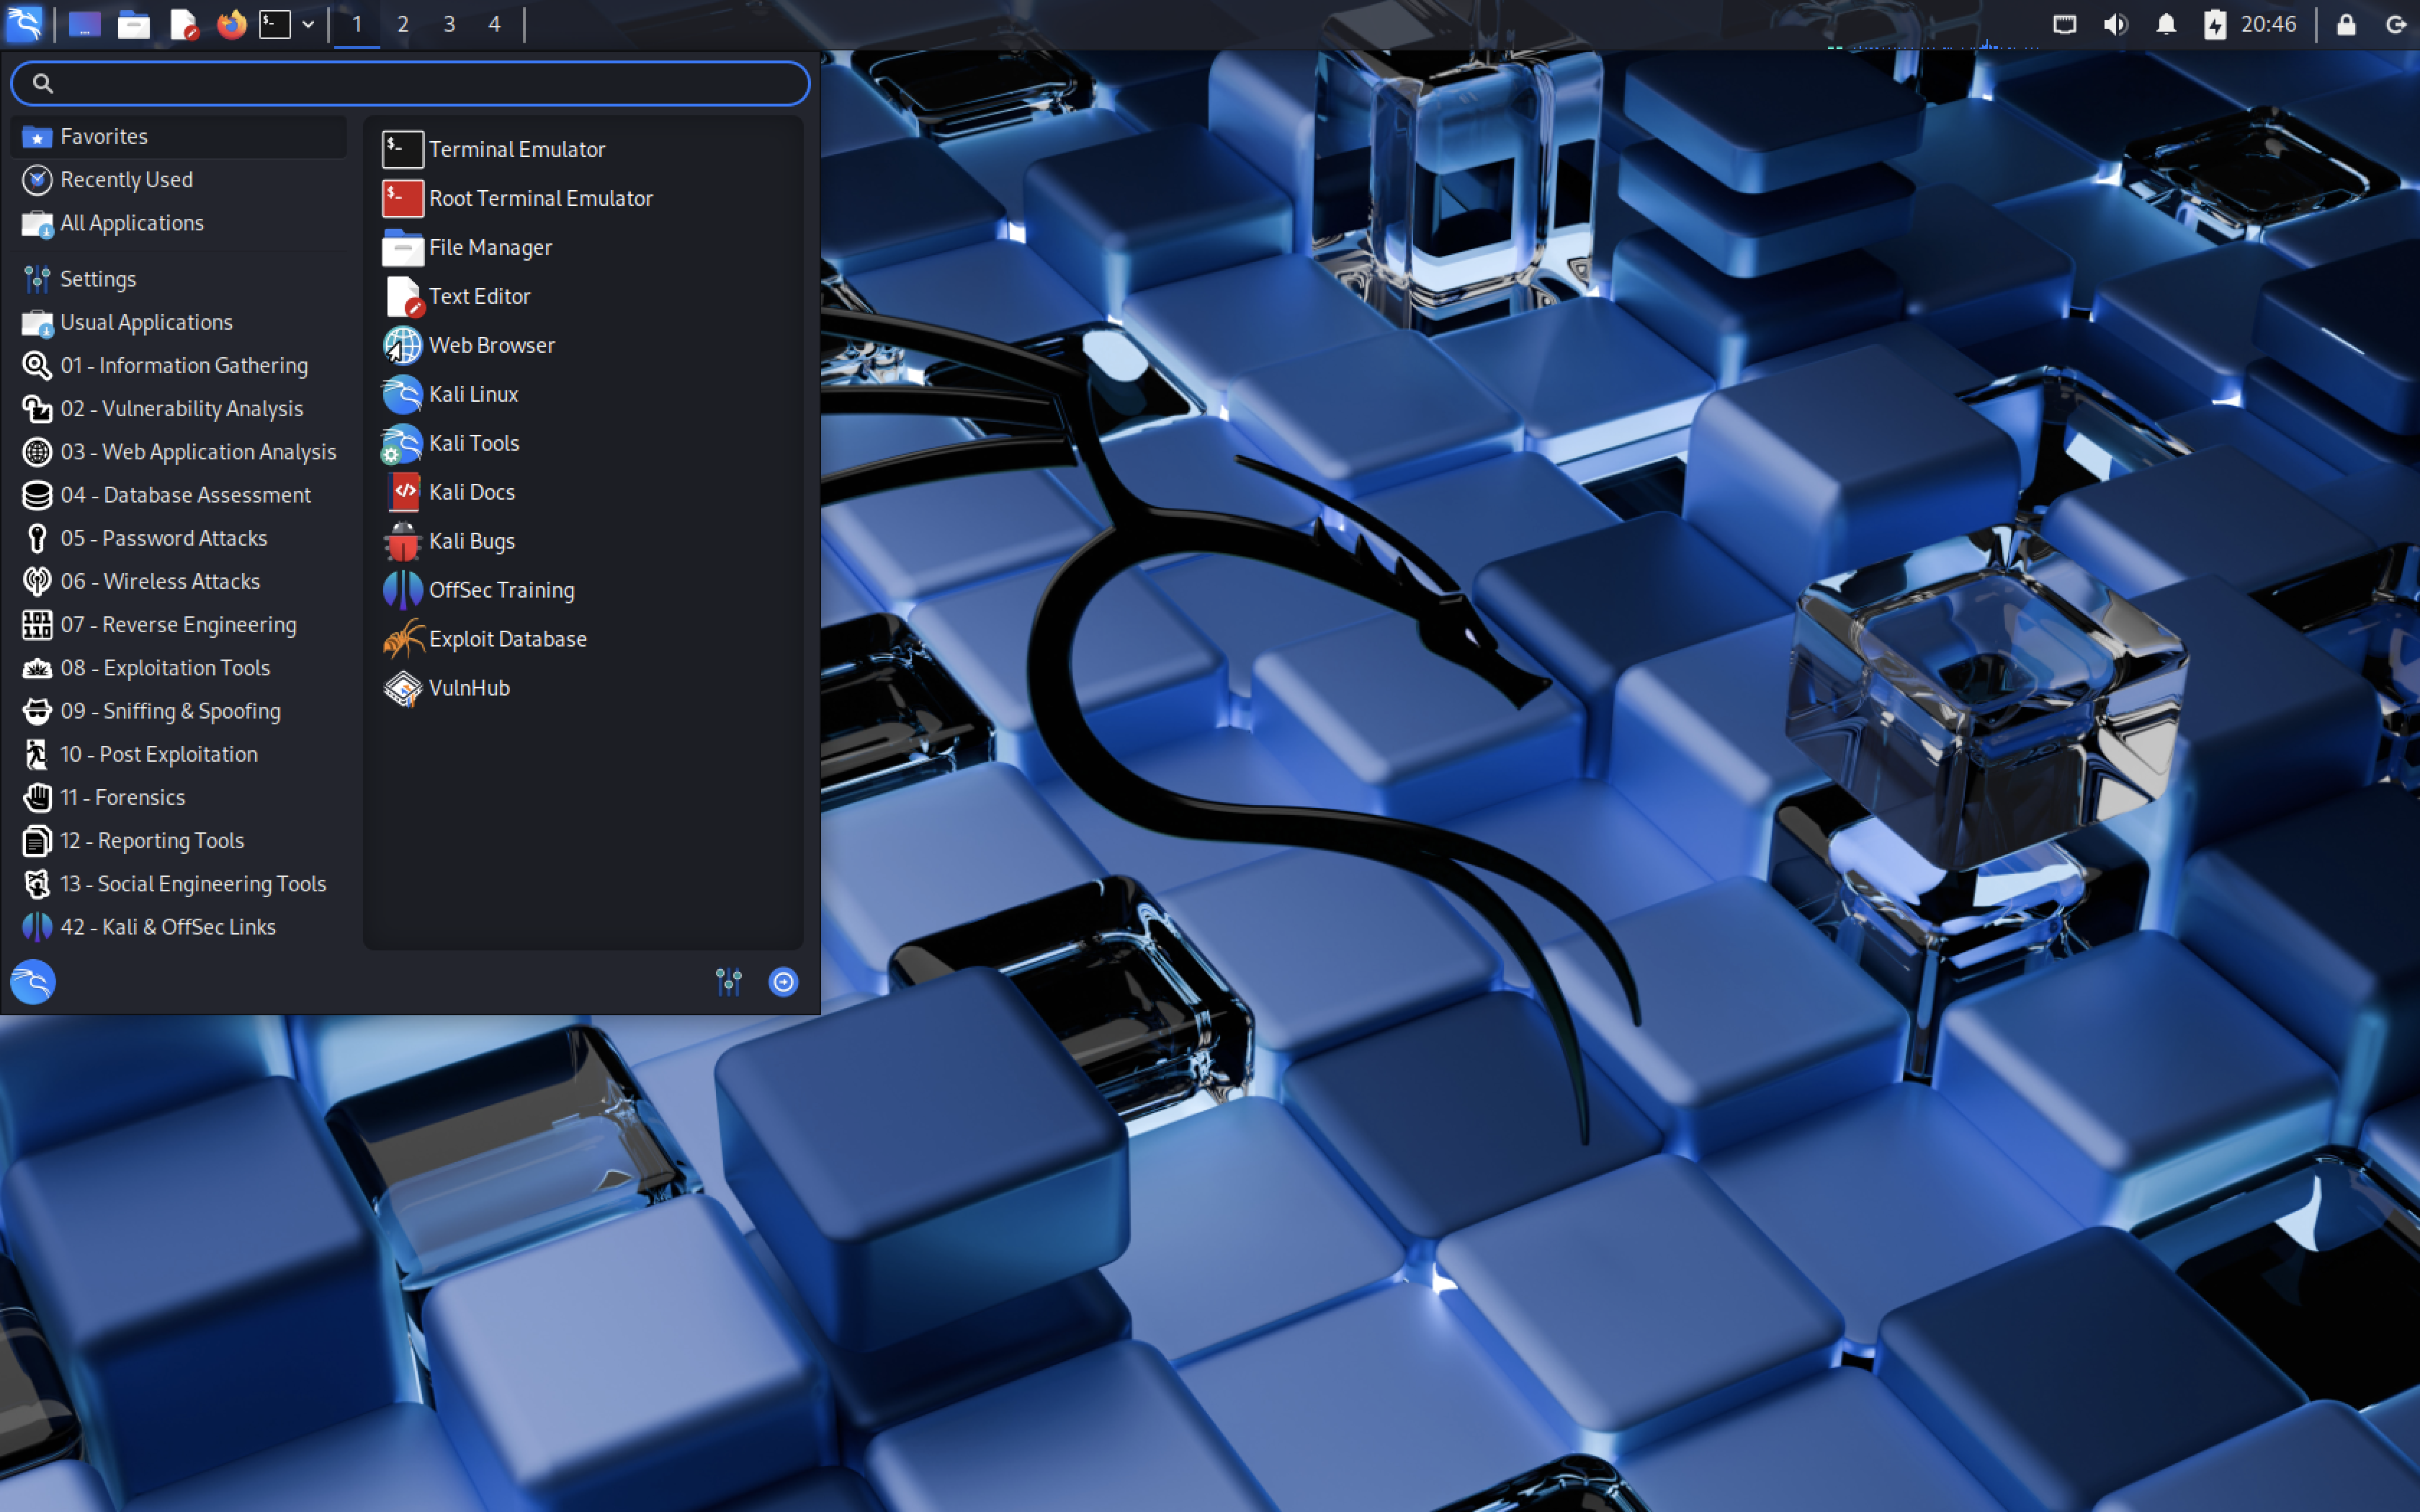 1 2 3 4
20:46
Favorites
Recently Used
All Applications
Settings
Usual Applications
01 - Information Gathering
02 - Vulnerability Analysis
03 - Web Application Analysis
04 - Database Assessment
05 - Password Attacks
06 - Wireless Attacks
07 - Reverse Engineering
08 - Exploitation Tools
09 - Sniffing & Spoofing
10 - Post Exploitation
11 - Forensics
12 - Reporting Tools
13 - Social Engineering Tools
42 - Kali & OffSec Links
Terminal Emulator
Root Terminal Emulator
File Manager
Text Editor
Web Browser
Kali Linux
Kali Tools
Kali Docs
Kali Bugs
OffSec Training
Exploit Database
VulnHub